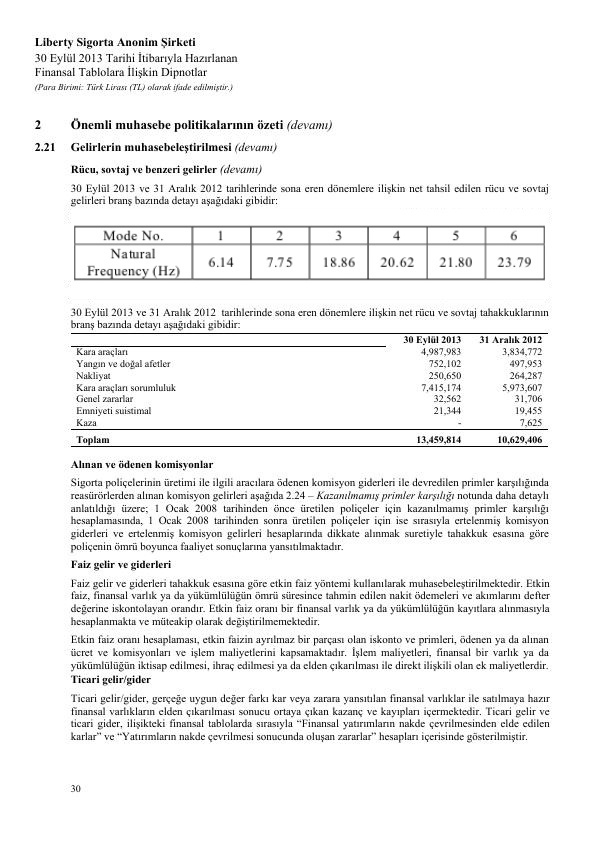 Liberty Sigorta Anonim Şirketi
30 Eylül 2013 Tarihi İtibarıyla Hazırlanan
Finansal Tablolara İlişkin Dipnotlar
(Para Birimi: Türk Lirası (TL) olarak ifade edilmiştir.)
2 Önemli muhasebe politikalarının özeti (devamı)
2.21 Gelirlerin muhasebeleştirilmesi (devamı)
Rücu, sovtaj ve benzeri gelirler (devamı)
30 Eylül 2013 ve 31 Aralık 2012 tarihlerinde sona eren dönemlere ilişkin net tahsil edilen rücu ve sovtaj
gelirleri branş bazında detayı aşağıdaki gibidir:
Mode No. 1 2 3 4 5 6
Natural
Frequency (Hz) 6.14 7.75 18.86 20.62 21.80 23.79
30 Eylül 2013 ve 31 Aralık 2012 tarihlerinde sona eren dönemlere ilişkin net rücu ve sovtaj tahakkuklarının
branş bazında detayı aşağıdaki gibidir:
30 Eylül 2013 31 Aralık 2012
Kara araçları 4,987,983 3,834,772
Yangın ve doğal afetler 752,102 497,953
Nakliyat 250,650 264,287
Kara araçları sorumluluk 7,415,174 5,973,607
Genel zararlar 32,562 31,706
Emniyeti suistimal 21,344 19,455
Kaza - 7,625
Toplam 13,459,814 10,629,406
Alınan ve ödenen komisyonlar
Sigorta poliçelerinin üretimi ile ilgili aracılara ödenen komisyon giderleri ile devredilen primler karşılığında
reasürörlerden alınan komisyon gelirleri aşağıda 2.24 – Kazanılmamış primler karşılığı notunda daha detaylı
anlatıldığı üzere; 1 Ocak 2008 tarihinden önce üretilen poliçeler için kazanılmamış primler karşılığı
hesaplamasında, 1 Ocak 2008 tarihinden sonra üretilen poliçeler için ise sırasıyla ertelenmiş komisyon
giderleri ve ertelenmiş komisyon gelirleri hesaplarında dikkate alınmak suretiyle tahakkuk esasına göre
poliçenin ömrü boyunca faaliyet sonuçlarına yansıtılmaktadır.
Faiz gelir ve giderleri
Faiz gelir ve giderleri tahakkuk esasına göre etkin faiz yöntemi kullanılarak muhasebeleştirilmektedir. Etkin
faiz, finansal varlık ya da yükümlülüğün ömrü süresince tahmin edilen nakit ödemeleri ve akımlarını defter
değerine iskontolayan orandır. Etkin faiz oranı bir finansal varlık ya da yükümlülüğün kayıtlara alınmasıyla
hesaplanmakta ve müteakip olarak değiştirilmemektedir.
Etkin faiz oranı hesaplaması, etkin faizin ayrılmaz bir parçası olan iskonto ve primleri, ödenen ya da alınan
ücret ve komisyonları ve işlem maliyetlerini kapsamaktadır. İşlem maliyetleri, finansal bir varlık ya da
yükümlülüğün iktisap edilmesi, ihraç edilmesi ya da elden çıkarılması ile direkt ilişkili olan ek maliyetlerdir.
Ticari gelir/gider
Ticari gelir/gider, gerçeğe uygun değer farkı kar veya zarara yansıtılan finansal varlıklar ile satılmaya hazır
finansal varlıkların elden çıkarılması sonucu ortaya çıkan kazanç ve kayıpları içermektedir. Ticari gelir ve
ticari gider, ilişikteki finansal tablolarda sırasıyla “Finansal yatırımların nakde çevrilmesinden elde edilen
karlar” ve “Yatırımların nakde çevrilmesi sonucunda oluşan zararlar” hesapları içerisinde gösterilmiştir.
30